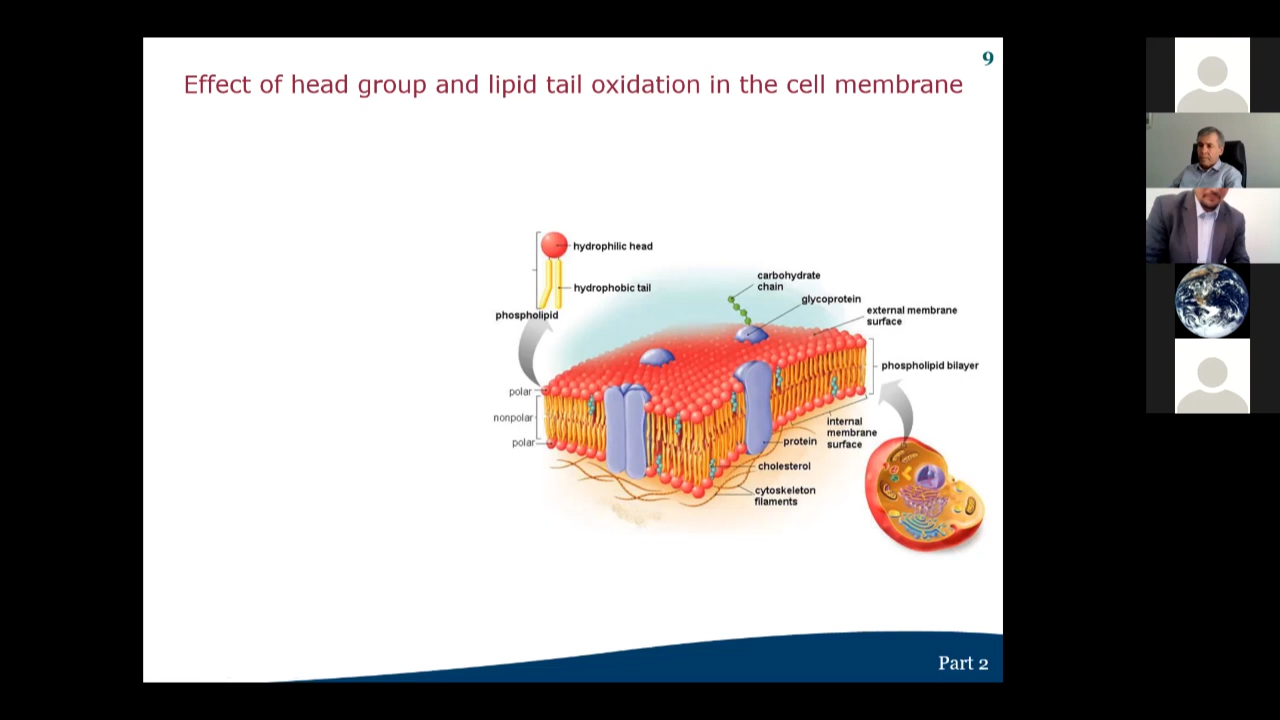 9
Effect of head group and lipid tail oxidation in the cell membrane
hydrophilic head
hydrophobic tail
phospholipid
carbohydrate
chain
glycoprotein
external membrane
surface
phospholipid bilayer
polar
nonpolar
polar
internal
membrane
surface
protein
cholesterol
cytoskeleton
filaments
Part 2